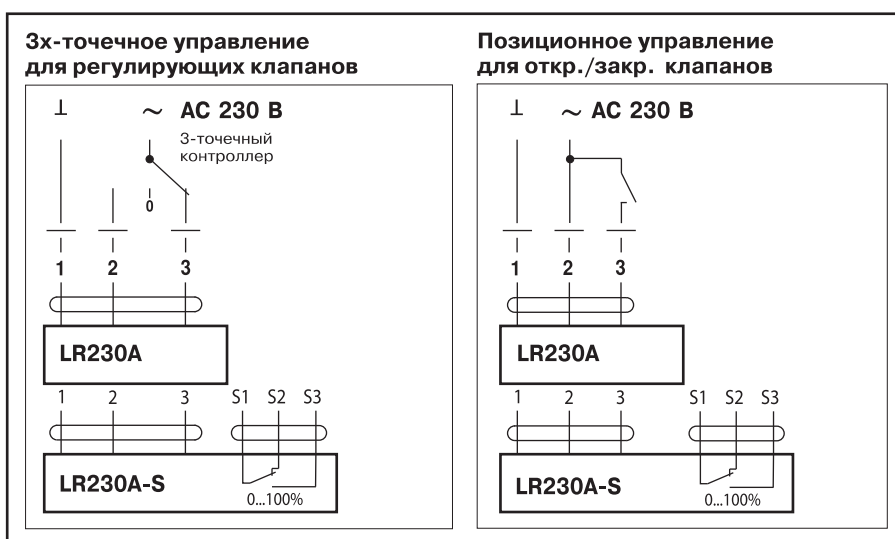 3х-точечное управление
для регулирующих клапанов
⊥ ~ AC 230 В
3-точечный
контроллер
0
1 2 3
LR230A
1 2 3 S1 S2 S3
LR230A-S
0...100%
Позиционное управление
для откр./закр. клапанов
⊥ ~ AC 230 В
1 2 3
LR230A
1 2 3 S1 S2 S3
LR230A-S
0...100%